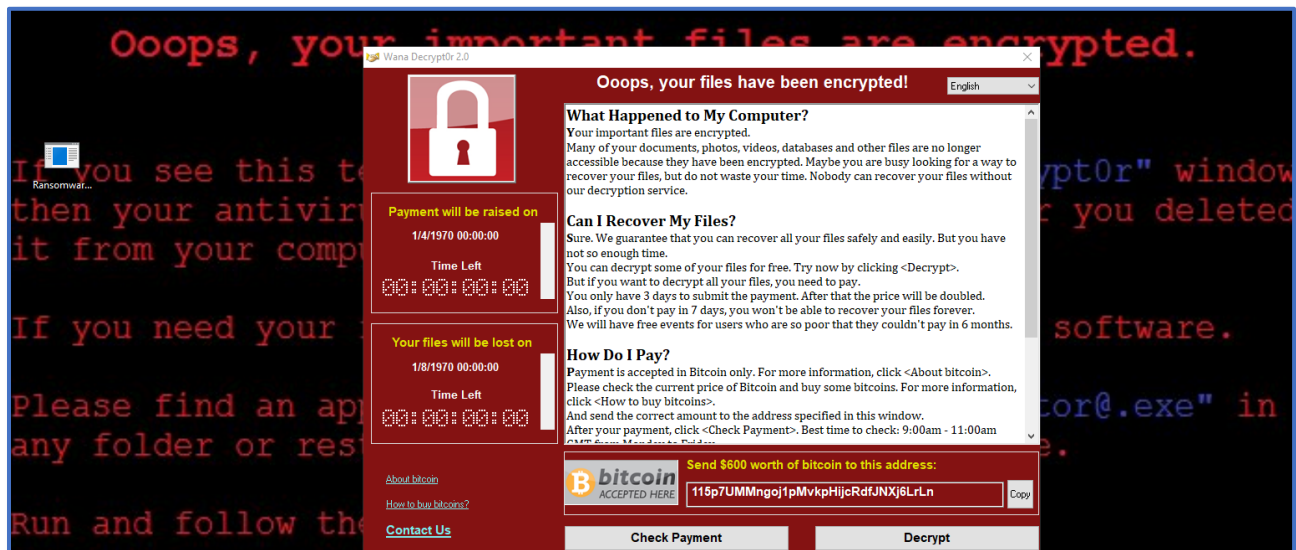 Ooops, your important files are encrypted.
If you see this window
then your you deleted
it from your
If you need your software.
Please find an in
any folder or
Run and follow the
Ransomwar...
Wana Decrypt0r 2.0
Ooops, your files have been encrypted!
English
Payment will be raised on
1/4/1970 00:00:00
Time Left
00:00:00:00
Your files will be lost on
1/8/1970 00:00:00
Time Left
00:00:00:00
About bitcoin
How to buy bitcoins?
Contact Us
What Happened to My Computer?
Your important files are encrypted.
Many of your documents, photos, videos, databases and other files are no longer
accessible because they have been encrypted. Maybe you are busy looking for a way to
recover your files, but do not waste your time. Nobody can recover your files without
our decryption service.
Can I Recover My Files?
Sure. We guarantee that you can recover all your files safely and easily. But you have
not so enough time.
You can decrypt some of your files for free. Try now by clicking <Decrypt>.
But if you want to decrypt all your files, you need to pay.
You only have 3 days to submit the payment. After that the price will be doubled.
Also, if you don't pay in 7 days, you won't be able to recover your files forever.
We will have free events for users who are so poor that they couldn't pay in 6 months.
How Do I Pay?
Payment is accepted in Bitcoin only. For more information, click <About bitcoin>.
Please check the current price of Bitcoin and buy some bitcoins. For more information,
click <How to buy bitcoins>.
And send the correct amount to the address specified in this window.
After your payment, click <Check Payment>. Best time to check: 9:00am - 11:00am
GMT from Monday to Friday.
bitcoin
ACCEPTED HERE
Send $600 worth of bitcoin to this address:
115p7UMMngoj1pMvkpHijcRdfJNXj6LrLn
Copy
Check Payment
Decrypt